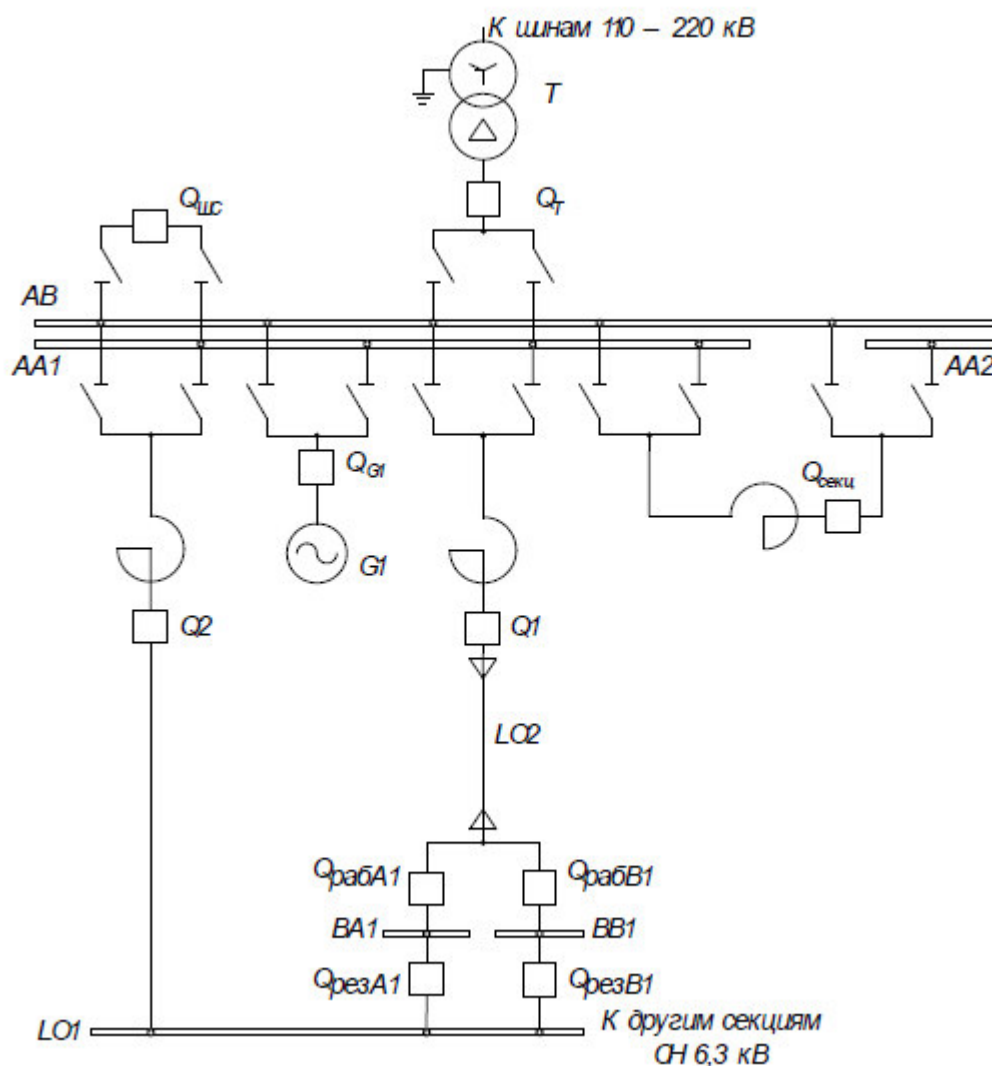 К шинам 110 – 220 кВ
T
Qшс
QT
AB
AA1
AA2
QG1
Qсекц
G1
Q2
Q1
LO2
QрабA1
QрабB1
BA1
BB1
QрезA1
QрезB1
LO1
К другим секциям
СН 6,3 кВ